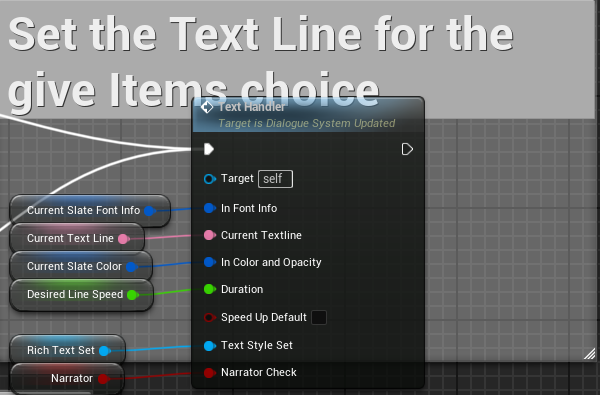 Set the Text Line for the
give Items choice
Text Handler
Target is Dialogue System Updated
Target self
Current Slate Font Info In Font Info
Current Text Line Current Textline
Current Slate Color In Color and Opacity
Desired Line Speed Duration
Speed Up Default
Rich Text Set Text Style Set
Narrator Narrator Check